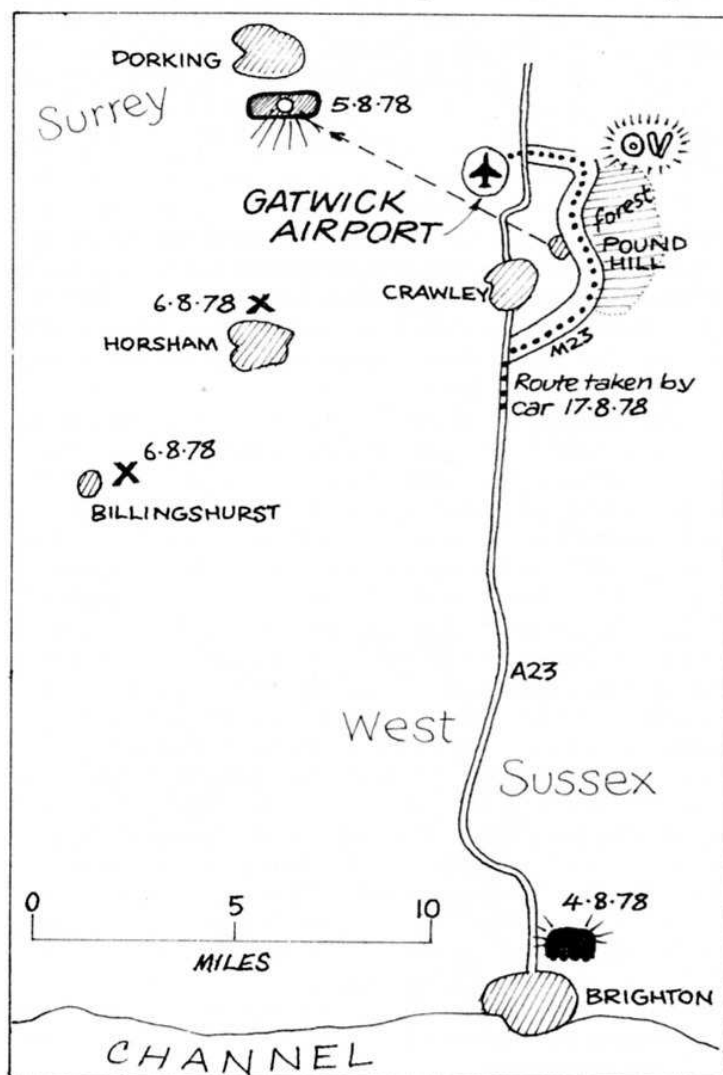 DORKING
Surrey
5·8·78
OV
GATWICK
AIRPORT
forest
POUND
HILL
CRAWLEY
6·8·78 X
HORSHAM
M23
Route taken by
car 17·8·78
6·8·78
X
BILLINGSHURST
A23
West
Sussex
0 5 10
MILES
4·8·78
BRIGHTON
CHANNEL